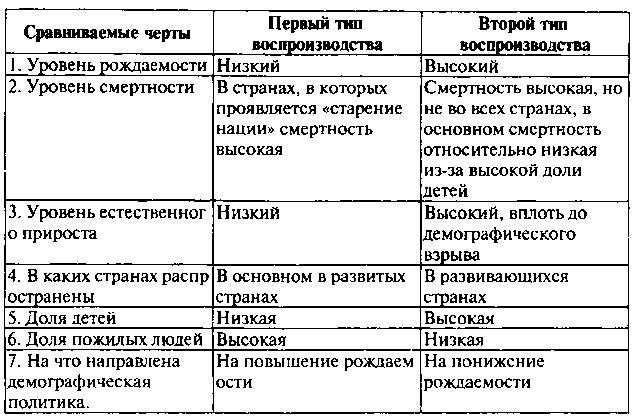 Сравниваемые черты
Первый тип
воспроизводства
Второй тип
воспроизводства
1. Уровень рождаемости
Низкий
Высокий
2. Уровень смертности
В странах, в которых
проявляется «старение
нации» смертность
высокая
Смертность высокая, но
не во всех странах, в
основном смертность
относительно низкая
из-за высокой доли
детей
3. Уровень естественног
о прироста
Низкий
Высокий, вплоть до
демографического
взрыва
4. В каких странах распр
остранены
В основном в развитых
странах
В развивающихся
странах
5. Доля детей
Низкая
Высокая
6. Доля пожилых людей
Высокая
Низкая
7. На что направлена
демографическая
политика.
На повышение рождаем
ости
На понижение
рождаемости